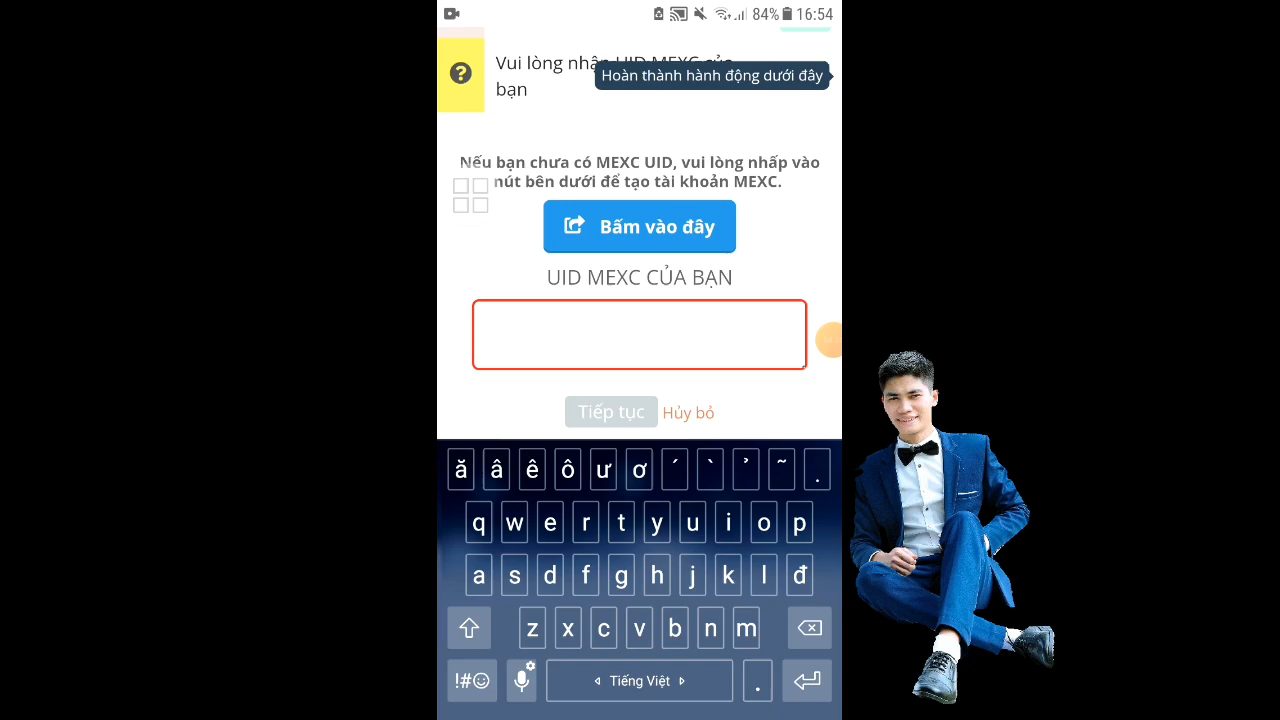 84% 16:54
Vui lòng nhập UID MEXC của
bạn
Hoàn thành hành động dưới đây
Nếu bạn chưa có MEXC UID, vui lòng nhấp vào
nút bên dưới để tạo tài khoản MEXC.
Bấm vào đây
UID MEXC CỦA BẠN
Tiếp tục Hủy bỏ
ă â ê ô ư ơ ´ ` ̉ ~ .
q w e r t y u i o p
a s d f g h j k l đ
z x c v b n m
!#☺ Tiếng Việt .